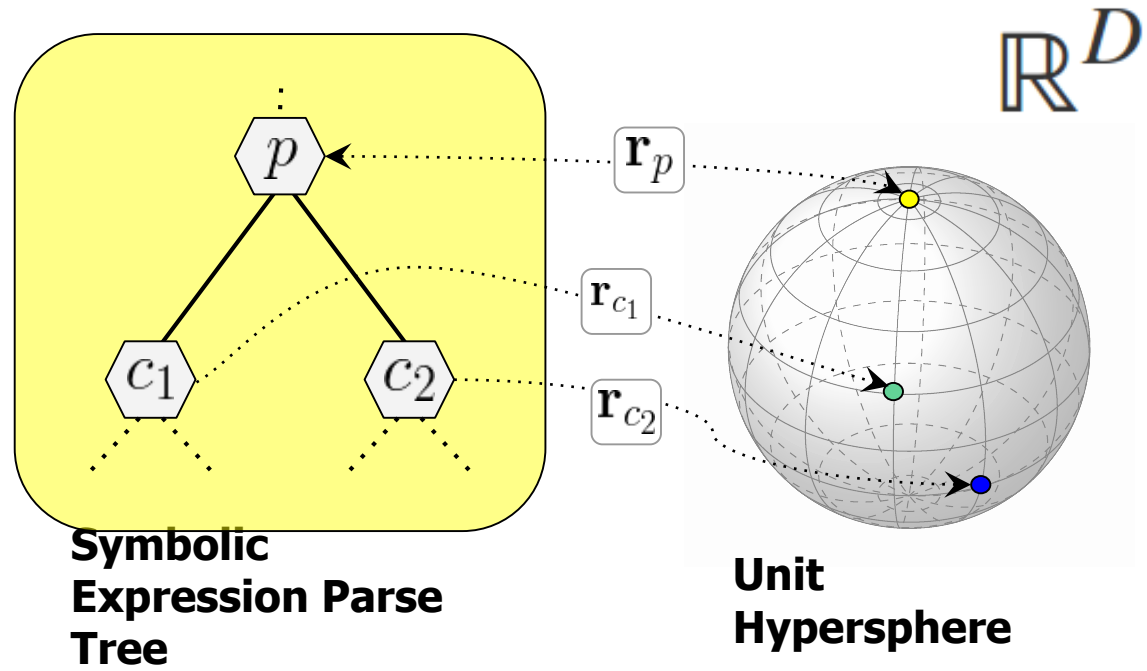 ℝ^D
p
r_p
r_{c_1}
c_1
c_2
r_{c_2}
Symbolic
Expression Parse
Tree
Unit
Hypersphere